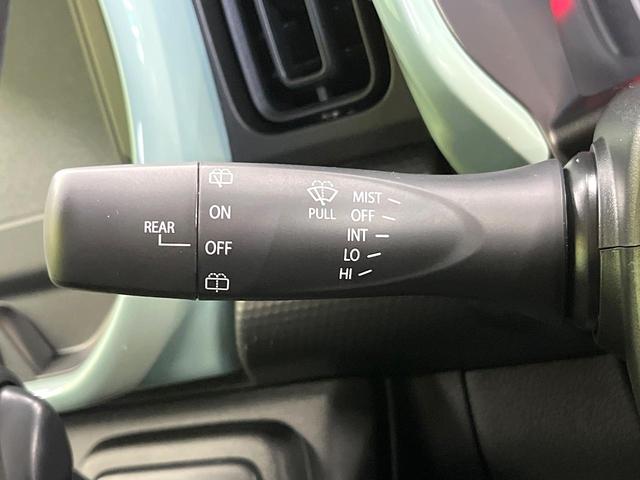 REAR
ON
OFF
PULL
MIST
OFF
INT
LO
HI